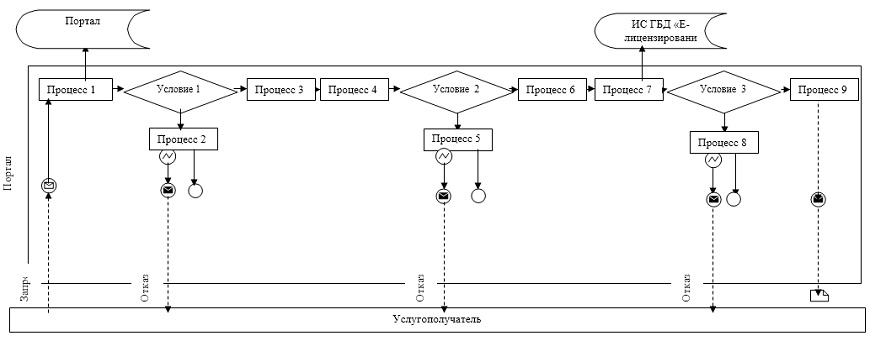 Портал
ИС ГБД «Е-
лицензировани
Процесс 1
Условие 1
Процесс 3
Процесс 4
Условие 2
Процесс 6
Процесс 7
Условие 3
Процесс 9
Процесс 2
Процесс 5
Процесс 8
Портал
Запр
Отказ
Отказ
Отказ
Услугополучатель